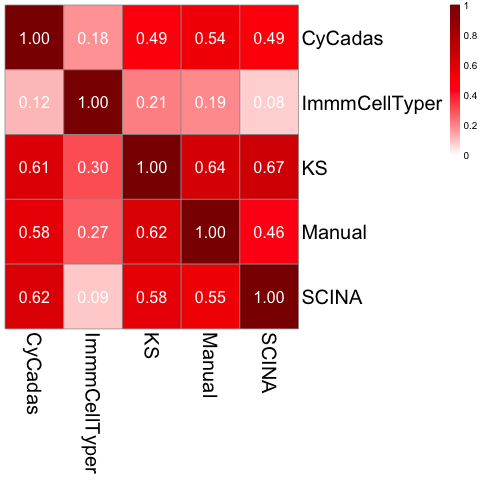 1.00 0.18 0.49 0.54 0.49 CyCadas
0.12 1.00 0.21 0.19 0.08 ImmmCellTyper
0.61 0.30 1.00 0.64 0.67 KS
0.58 0.27 0.62 1.00 0.46 Manual
0.62 0.09 0.58 0.55 1.00 SCINA
CyCadas
ImmmCellTyper
KS
Manual
SCINA
1
0.8
0.6
0.4
0.2
0